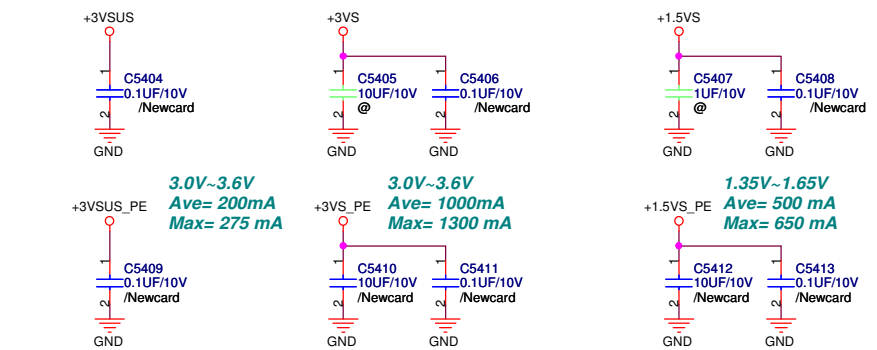 +3VSUS
+3VS
+1.5VS
1
C5404
0.1UF/10V
/Newcard
2
GND
1
C5405
10UF/10V
@
2
GND
1
C5406
0.1UF/10V
/Newcard
2
GND
1
C5407
1UF/10V
@
2
GND
1
C5408
0.1UF/10V
/Newcard
2
GND
3.0V~3.6V
Ave= 200mA
Max= 275 mA
3.0V~3.6V
Ave= 1000mA
Max= 1300 mA
1.35V~1.65V
Ave= 500 mA
Max= 650 mA
+3VSUS_PE
+3VS_PE
+1.5VS_PE
1
C5409
0.1UF/10V
/Newcard
2
GND
1
C5410
10UF/10V
/Newcard
2
GND
1
C5411
0.1UF/10V
/Newcard
2
GND
1
C5412
10UF/10V
/Newcard
2
GND
1
C5413
0.1UF/10V
/Newcard
2
GND